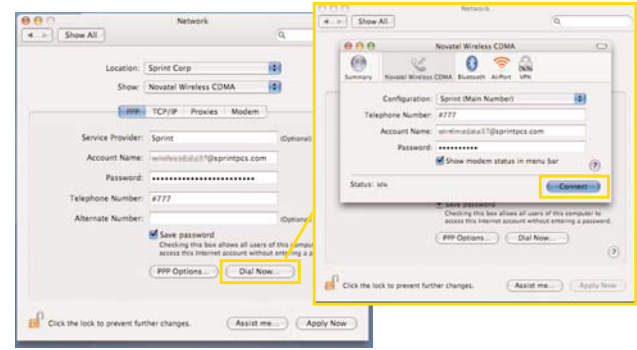 Network
Show All
Location: Sprint Corp
Show: Novatel Wireless CDMA
PPP TCP/IP Proxies Modem
Service Provider: Sprint (Optional)
Account Name: @sprintpcs.com
Password:
Telephone Number: #777
Alternate Number: (Optional)
Save password
Checking this box allows all users of this
access this Internet account without entering a
PPP Options... Dial Now...
Click the lock to prevent further changes. Assist me... Apply Now
Network
Show All
Novatel Wireless CDMA
Summary Novatel Wireless CDMA Bluetooth AirPort VPN
Configuration: Sprint (Main Number)
Telephone Number: #777
Account Name: @sprintpcs.com
Password:
Show modem status in menu bar
Status: Idle Connect
Save password
Checking this box allows all users of this computer to
access this Internet account without entering a password.
PPP Options... Dial Now...
Click the lock to prevent further changes. Assist me... Apply Now